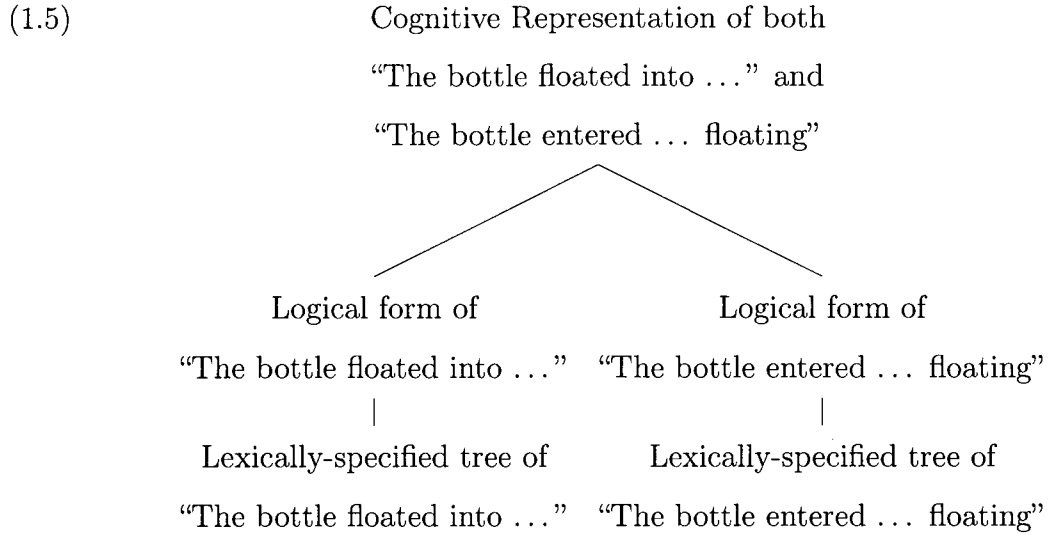 (1.5) Cognitive Representation of both
“The bottle floated into ...” and
“The bottle entered ... floating”
Logical form of Logical form of
“The bottle floated into ...” “The bottle entered ... floating”
Lexically-specified tree of Lexically-specified tree of
“The bottle floated into ...” “The bottle entered ... floating”